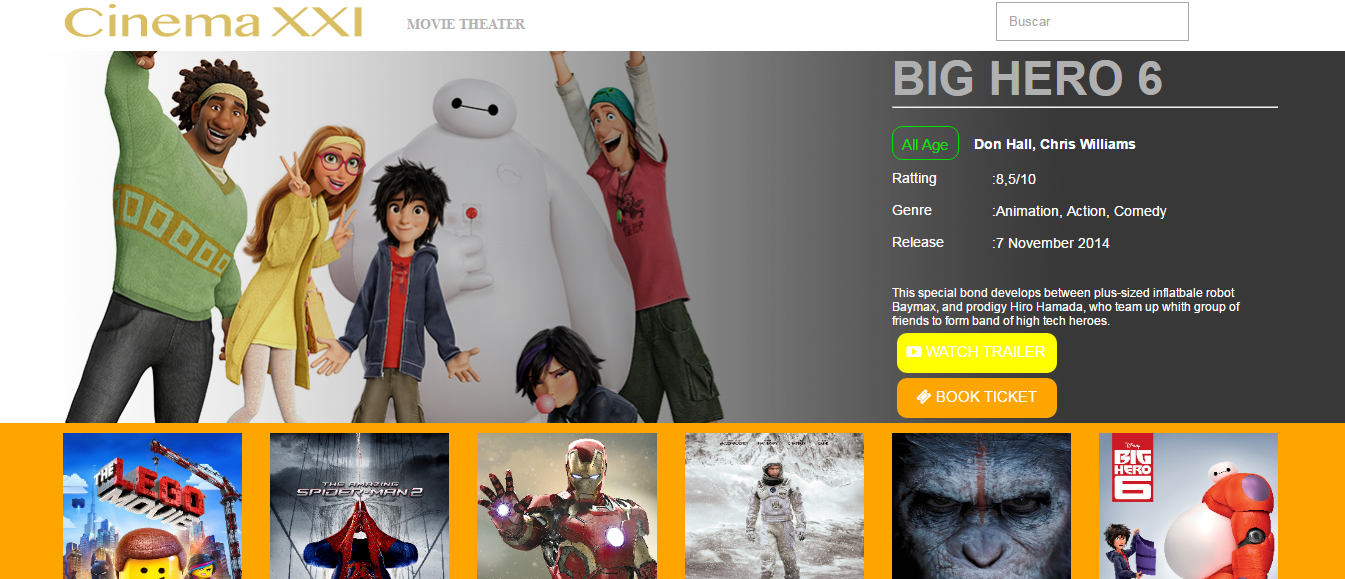 Cinema XXI
MOVIE THEATER
Buscar
BIG HERO 6
All Age
Don Hall, Chris Williams
Ratting :8,5/10
Genre :Animation, Action, Comedy
Release :7 November 2014
This special bond develops between plus-sized inflatbale robot
Baymax, and prodigy Hiro Hamada, who team up whith group of
friends to form band of high tech heroes.
WATCH TRAILER
BOOK TICKET
THE LEGO MOVIE
THE AMAZING
SPIDER-MAN 2
Disney
BIG
HERO
6